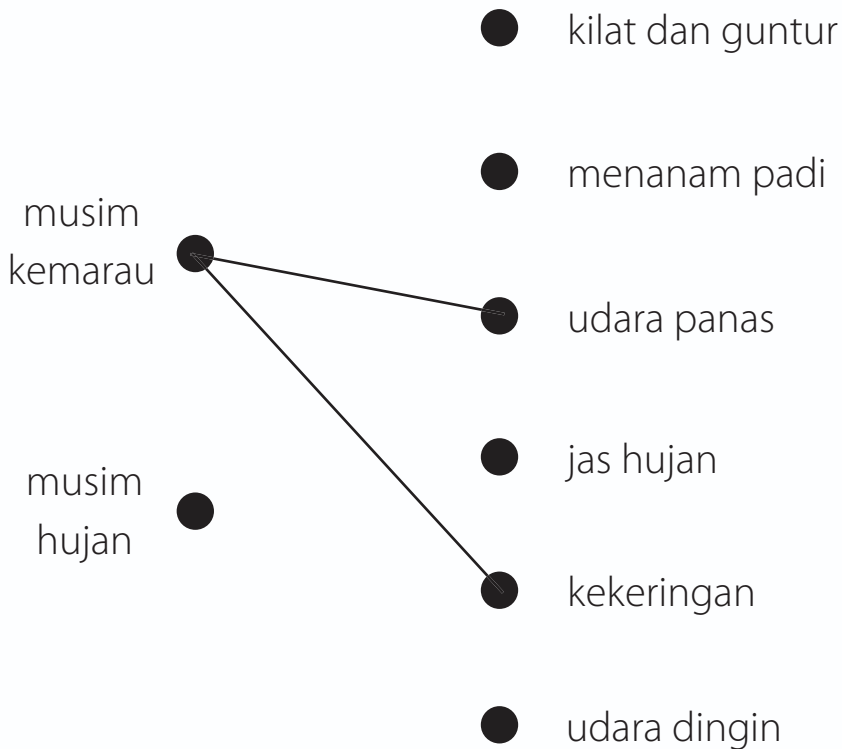 kilat dan guntur
menanam padi
musim
kemarau
udara panas
jas hujan
musim
hujan
kekeringan
udara dingin